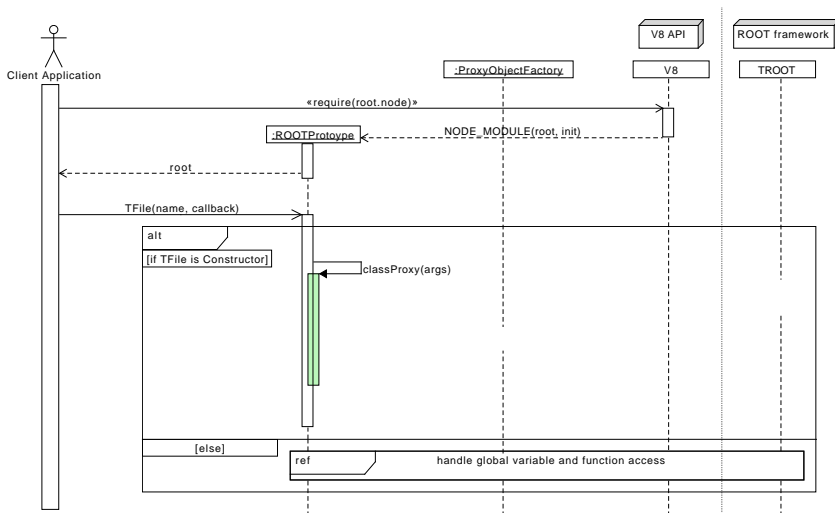 V8 API
ROOT framework
Client Application
:ProxyObjectFactory
V8
TROOT
«require(root.node)»
:ROOTProtoype
NODE_MODULE(root, init)
root
TFile(name, callback)
alt
[if TFile is Constructor]
classProxy(args)
[else]
ref
handle global variable and function access